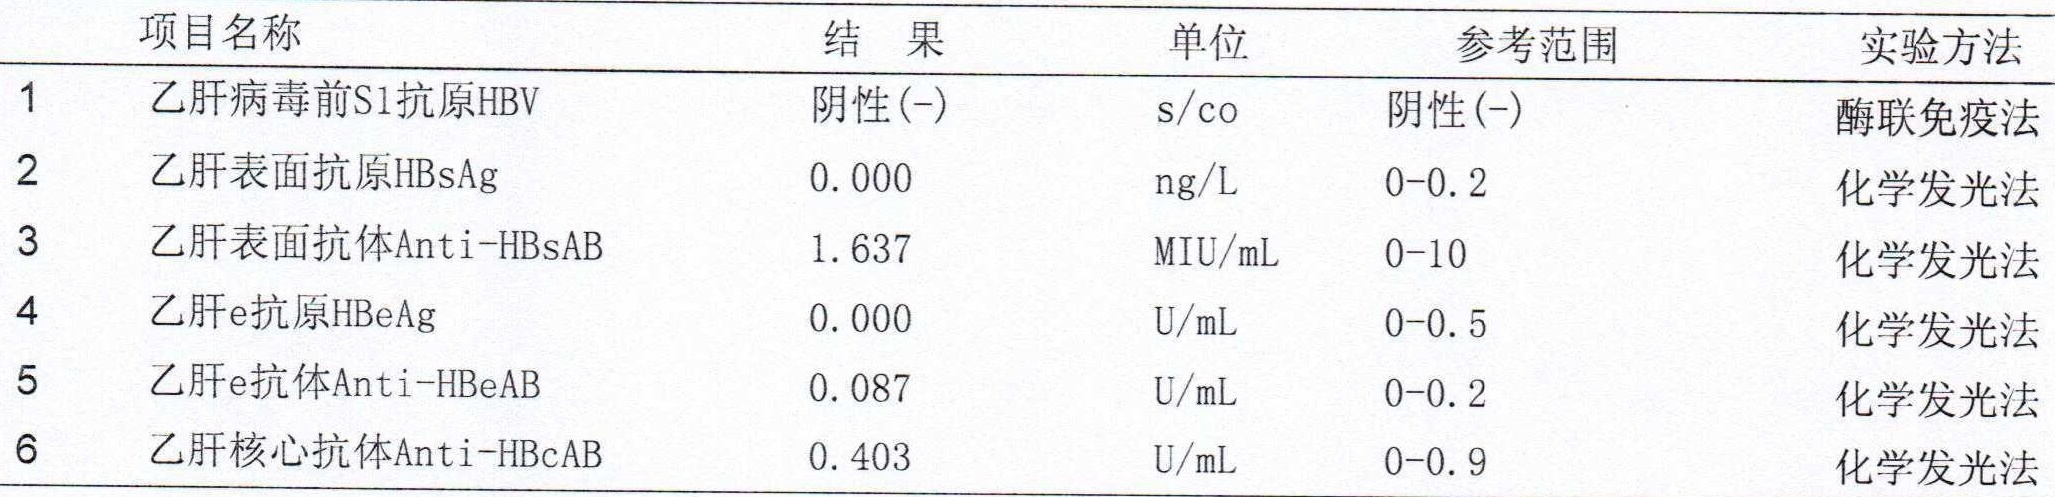 项目名称 结 果 单位 参考范围 实验方法
1 乙肝病毒前S1抗原HBV 阴性(-) s/co 阴性(-) 酶联免疫法
2 乙肝表面抗原HBsAg 0.000 ng/L 0-0.2 化学发光法
3 乙肝表面抗体Anti-HBsAB 1.637 MIU/mL 0-10 化学发光法
4 乙肝e抗原HBeAg 0.000 U/mL 0-0.5 化学发光法
5 乙肝e抗体Anti-HBeAB 0.087 U/mL 0-0.2 化学发光法
6 乙肝核心抗体Anti-HBcAB 0.403 U/mL 0-0.9 化学发光法